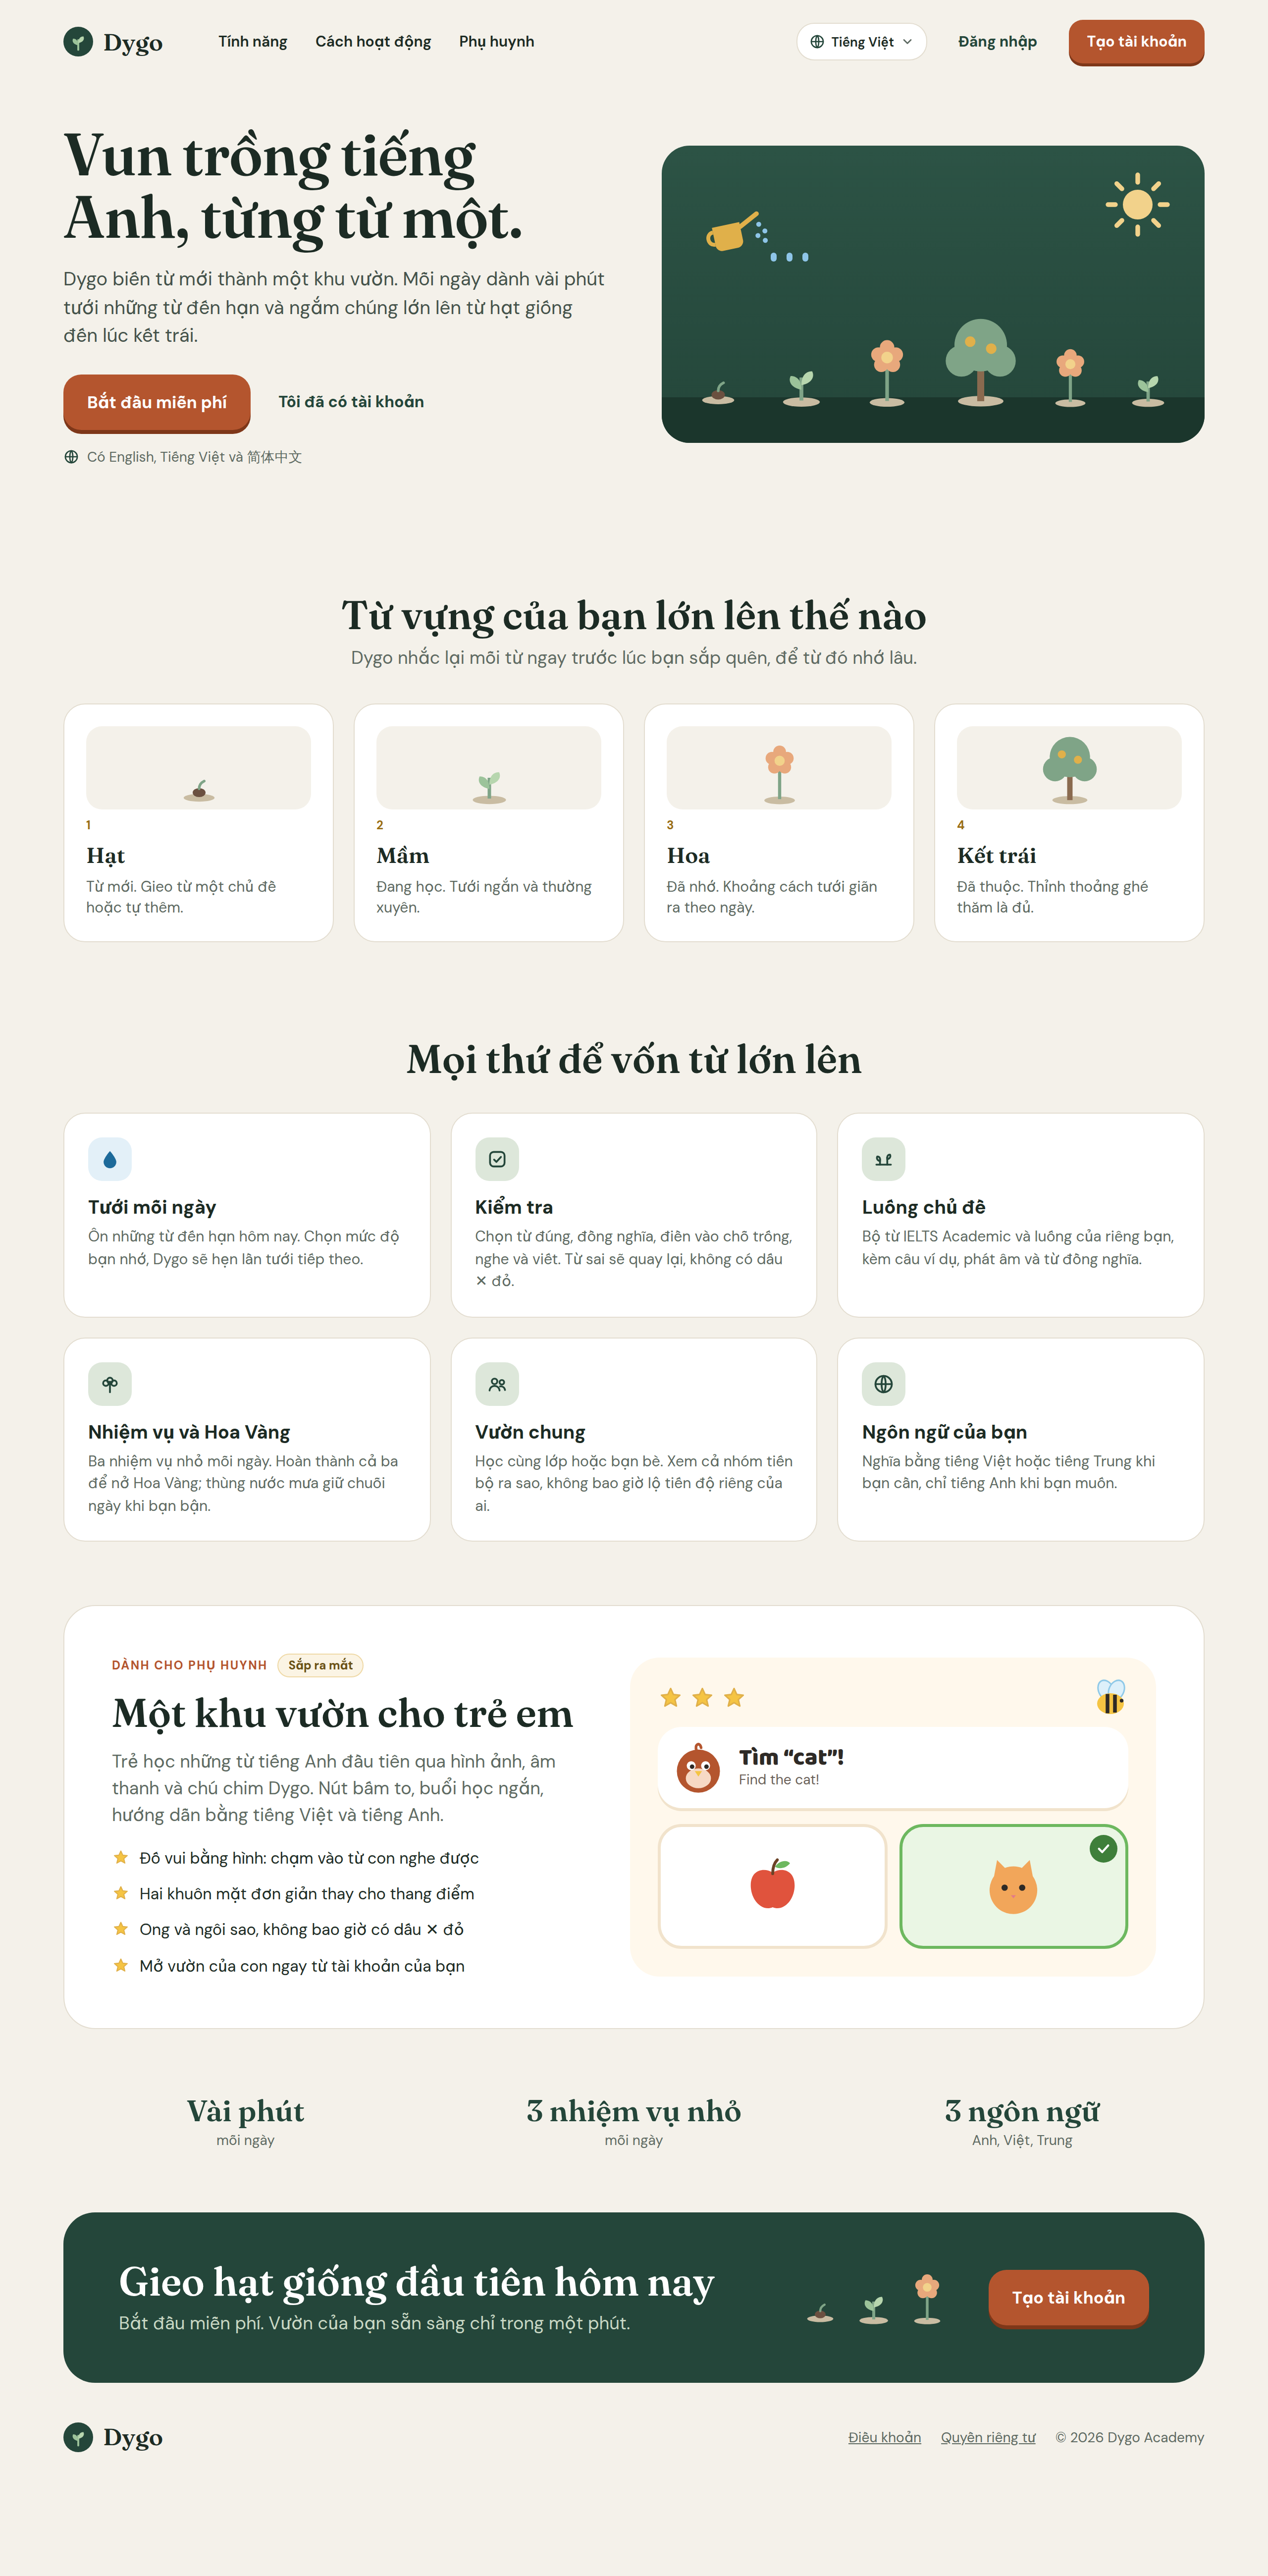 Dygo
Tính năng
Cách hoạt động
Phụ huynh
Tiếng Việt
Đăng nhập
Tạo tài khoản
Vun trồng tiếng
Anh, từng từ một.
Dygo biến từ mới thành một khu vườn. Mỗi ngày dành vài phút
tưới những từ đến hạn và ngắm chúng lớn lên từ hạt giống
đến lúc kết trái.
Bắt đầu miễn phí
Tôi đã có tài khoản
Có English, Tiếng Việt và 简体中文
Từ vựng của bạn lớn lên thế nào
Dygo nhắc lại mỗi từ ngay trước lúc bạn sắp quên, để từ đó nhớ lâu.
1
Hạt
Từ mới. Gieo từ một chủ đề
hoặc tự thêm.
2
Mầm
Đang học. Tưới ngắn và thường
xuyên.
3
Hoa
Đã nhớ. Khoảng cách tưới giãn
ra theo ngày.
4
Kết trái
Đã thuộc. Thỉnh thoảng ghé
thăm là đủ.
Mọi thứ để vốn từ lớn lên
Tưới mỗi ngày
Ôn những từ đến hạn hôm nay. Chọn mức độ
bạn nhớ, Dygo sẽ hẹn lần tưới tiếp theo.
Kiểm tra
Chọn từ đúng, đồng nghĩa, điền vào chỗ trống,
nghe và viết. Từ sai sẽ quay lại, không có dấu
✕ đỏ.
Luống chủ đề
Bộ từ IELTS Academic và luống của riêng bạn,
kèm câu ví dụ, phát âm và từ đồng nghĩa.
Nhiệm vụ và Hoa Vàng
Ba nhiệm vụ nhỏ mỗi ngày. Hoàn thành cả ba
để nở Hoa Vàng; thùng nước mưa giữ chuỗi
ngày khi bạn bận.
Vườn chung
Học cùng lớp hoặc bạn bè. Xem cả nhóm tiến
bộ ra sao, không bao giờ lộ tiến độ riêng của
ai.
Ngôn ngữ của bạn
Nghĩa bằng tiếng Việt hoặc tiếng Trung khi
bạn cần, chỉ tiếng Anh khi bạn muốn.
DÀNH CHO PHỤ HUYNH
Sắp ra mắt
Một khu vườn cho trẻ em
Trẻ học những từ tiếng Anh đầu tiên qua hình ảnh, âm
thanh và chú chim Dygo. Nút bấm to, buổi học ngắn,
hướng dẫn bằng tiếng Việt và tiếng Anh.
Đố vui bằng hình: chạm vào từ con nghe được
Hai khuôn mặt đơn giản thay cho thang điểm
Ong và ngôi sao, không bao giờ có dấu ✕ đỏ
Mở vườn của con ngay từ tài khoản của bạn
Tìm “cat”!
Find the cat!
Vài phút
mỗi ngày
3 nhiệm vụ nhỏ
mỗi ngày
3 ngôn ngữ
Anh, Việt, Trung
Gieo hạt giống đầu tiên hôm nay
Bắt đầu miễn phí. Vườn của bạn sẵn sàng chỉ trong một phút.
Tạo tài khoản
Dygo
Điều khoản
Quyền riêng tư
© 2026 Dygo Academy